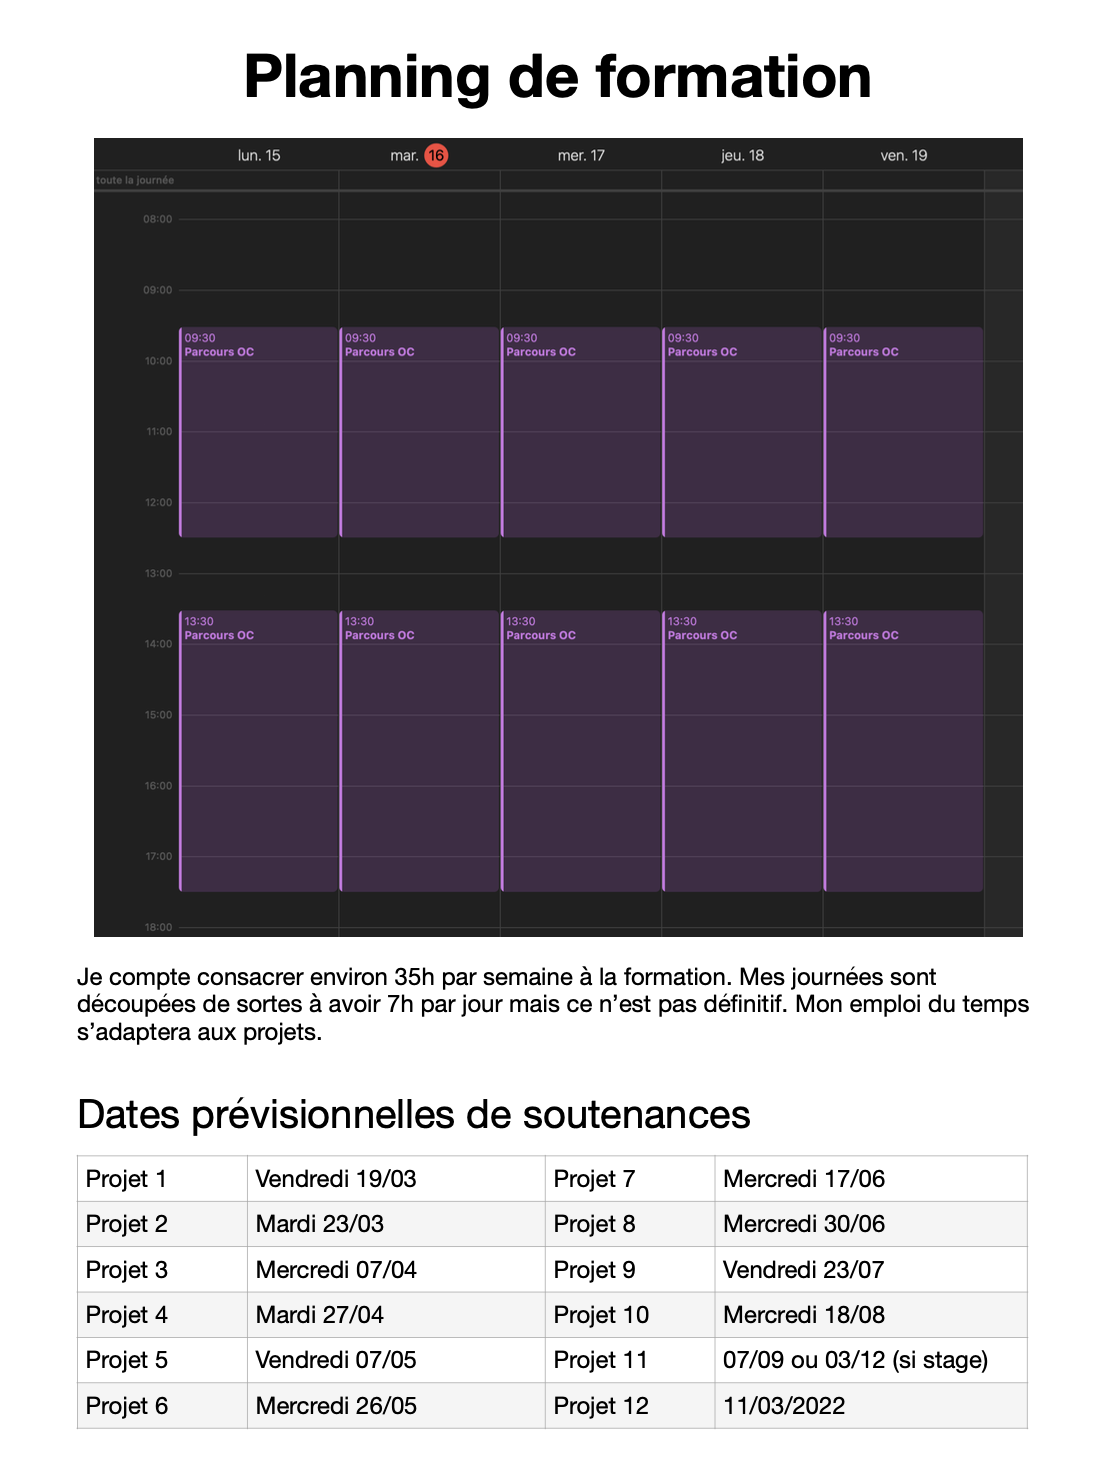 Planning de formation
lun. 15 mar. 16 mer. 17 jeu. 18 ven. 19
toute la journée
08:00
09:00
09:30 09:30 09:30 09:30 09:30
Parcours OC Parcours OC Parcours OC Parcours OC Parcours OC
10:00
11:00
12:00
13:00
13:30 13:30 13:30 13:30 13:30
Parcours OC Parcours OC Parcours OC Parcours OC Parcours OC
14:00
15:00
16:00
17:00
18:00
Je compte consacrer environ 35h par semaine à la formation. Mes journées sont
découpées de sortes à avoir 7h par jour mais ce n’est pas définitif. Mon emploi du temps
s’adaptera aux projets.
Dates prévisionnelles de soutenances
Projet 1 Vendredi 19/03 Projet 7 Mercredi 17/06
Projet 2 Mardi 23/03 Projet 8 Mercredi 30/06
Projet 3 Mercredi 07/04 Projet 9 Vendredi 23/07
Projet 4 Mardi 27/04 Projet 10 Mercredi 18/08
Projet 5 Vendredi 07/05 Projet 11 07/09 ou 03/12 (si stage)
Projet 6 Mercredi 26/05 Projet 12 11/03/2022